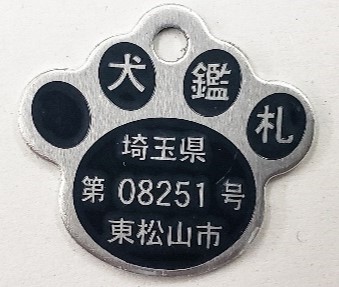 犬鑑札
埼玉県
第 08251 号
東松山市